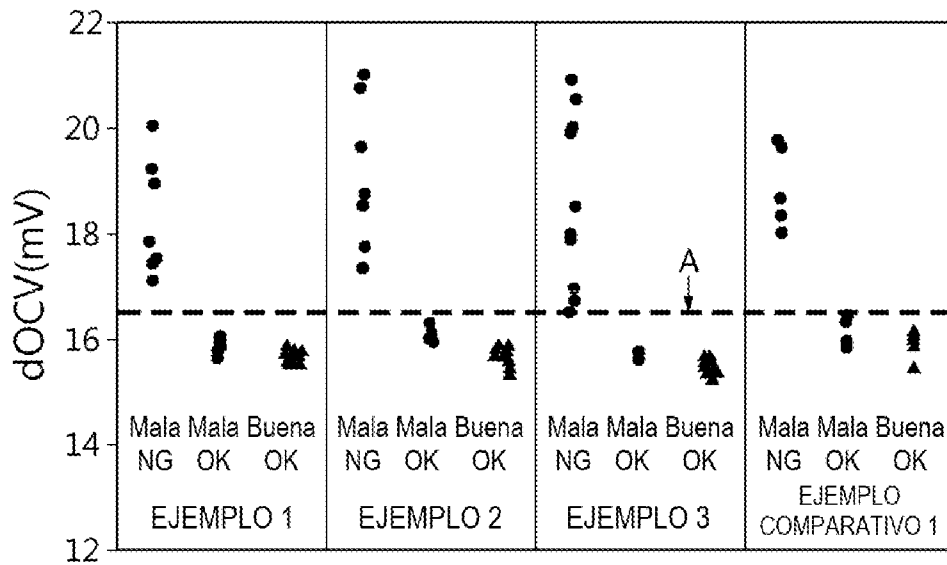 22
20
18
16
14
12
dOCV(mV)
A
Mala Mala Buena
NG OK OK
EJEMPLO 1
Mala Mala Buena
NG OK OK
EJEMPLO 2
Mala Mala Buena
NG OK OK
EJEMPLO 3
Mala Mala Buena
NG OK OK
EJEMPLO
COMPARATIVO 1